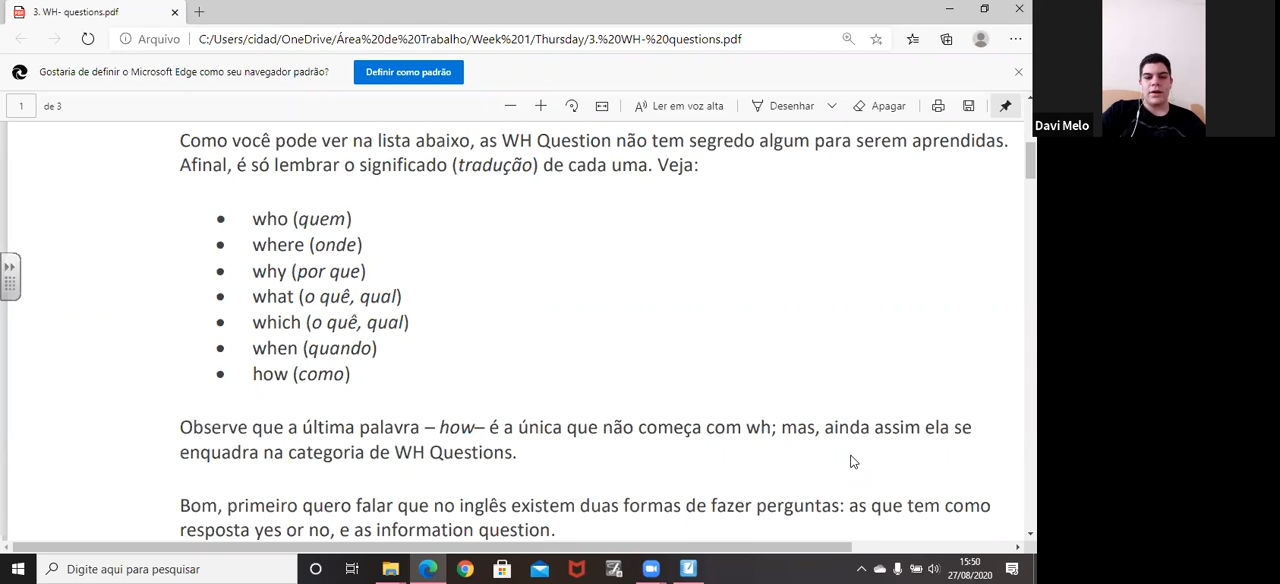 3. WH- questions.pdf
Arquivo
C:/Users/cidad/OneDrive/Área%20de%20Trabalho/Week%201/Thursday/3.%20WH-%20questions.pdf
Gostaria de definir o Microsoft Edge como seu navegador padrão?
Definir como padrão
1 de 3
Ler em voz alta
Desenhar
Apagar
Davi Melo
Como você pode ver na lista abaixo, as WH Question não tem segredo algum para serem aprendidas.
Afinal, é só lembrar o significado (tradução) de cada uma. Veja:
• who (quem)
• where (onde)
• why (por que)
• what (o quê, qual)
• which (o quê, qual)
• when (quando)
• how (como)
Observe que a última palavra – how– é a única que não começa com wh; mas, ainda assim ela se
enquadra na categoria de WH Questions.
Bom, primeiro quero falar que no inglês existem duas formas de fazer perguntas: as que tem como
resposta yes or no, e as information question.
Digite aqui para pesquisar
15:50
27/08/2020